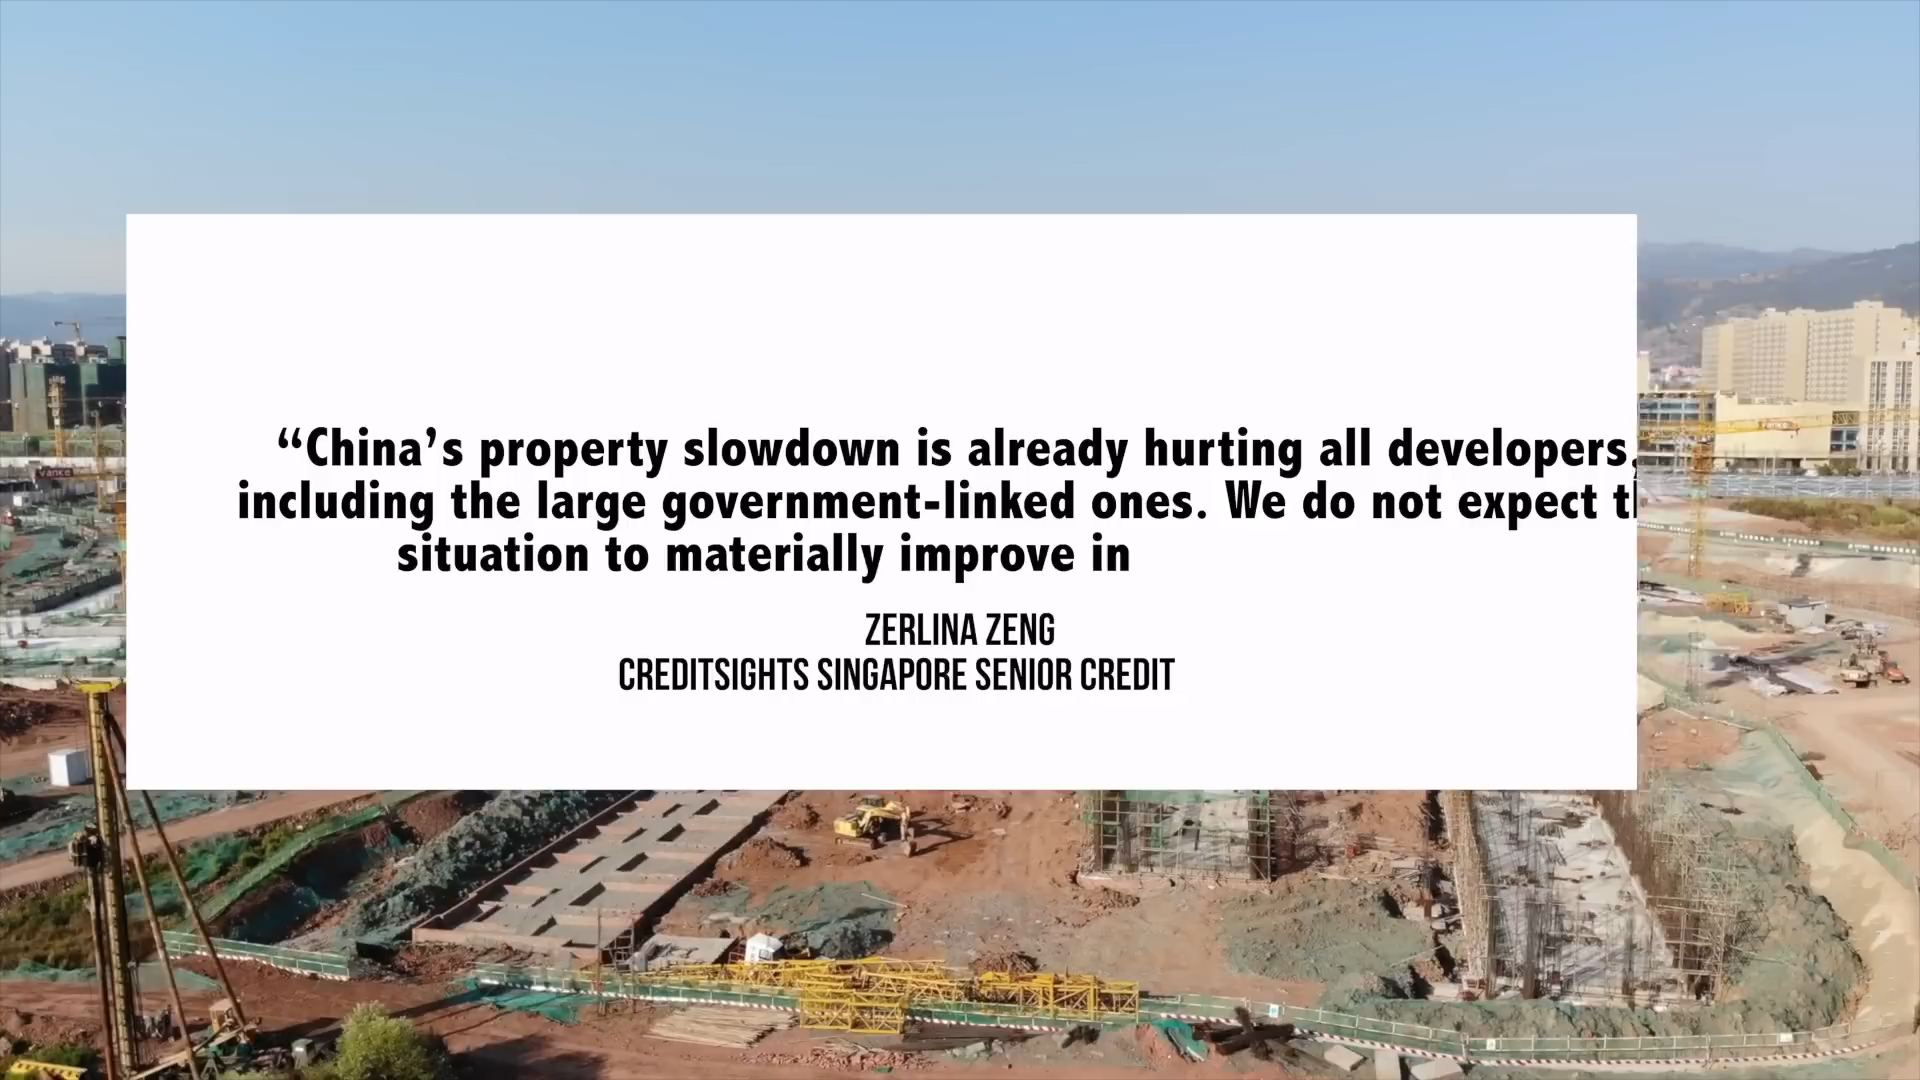 “China’s property slowdown is already hurting all developers,
including the large government-linked ones. We do not expect
situation to materially improve in
ZERLINA ZENG
CREDITSIGHTS SINGAPORE SENIOR CREDIT
vanke